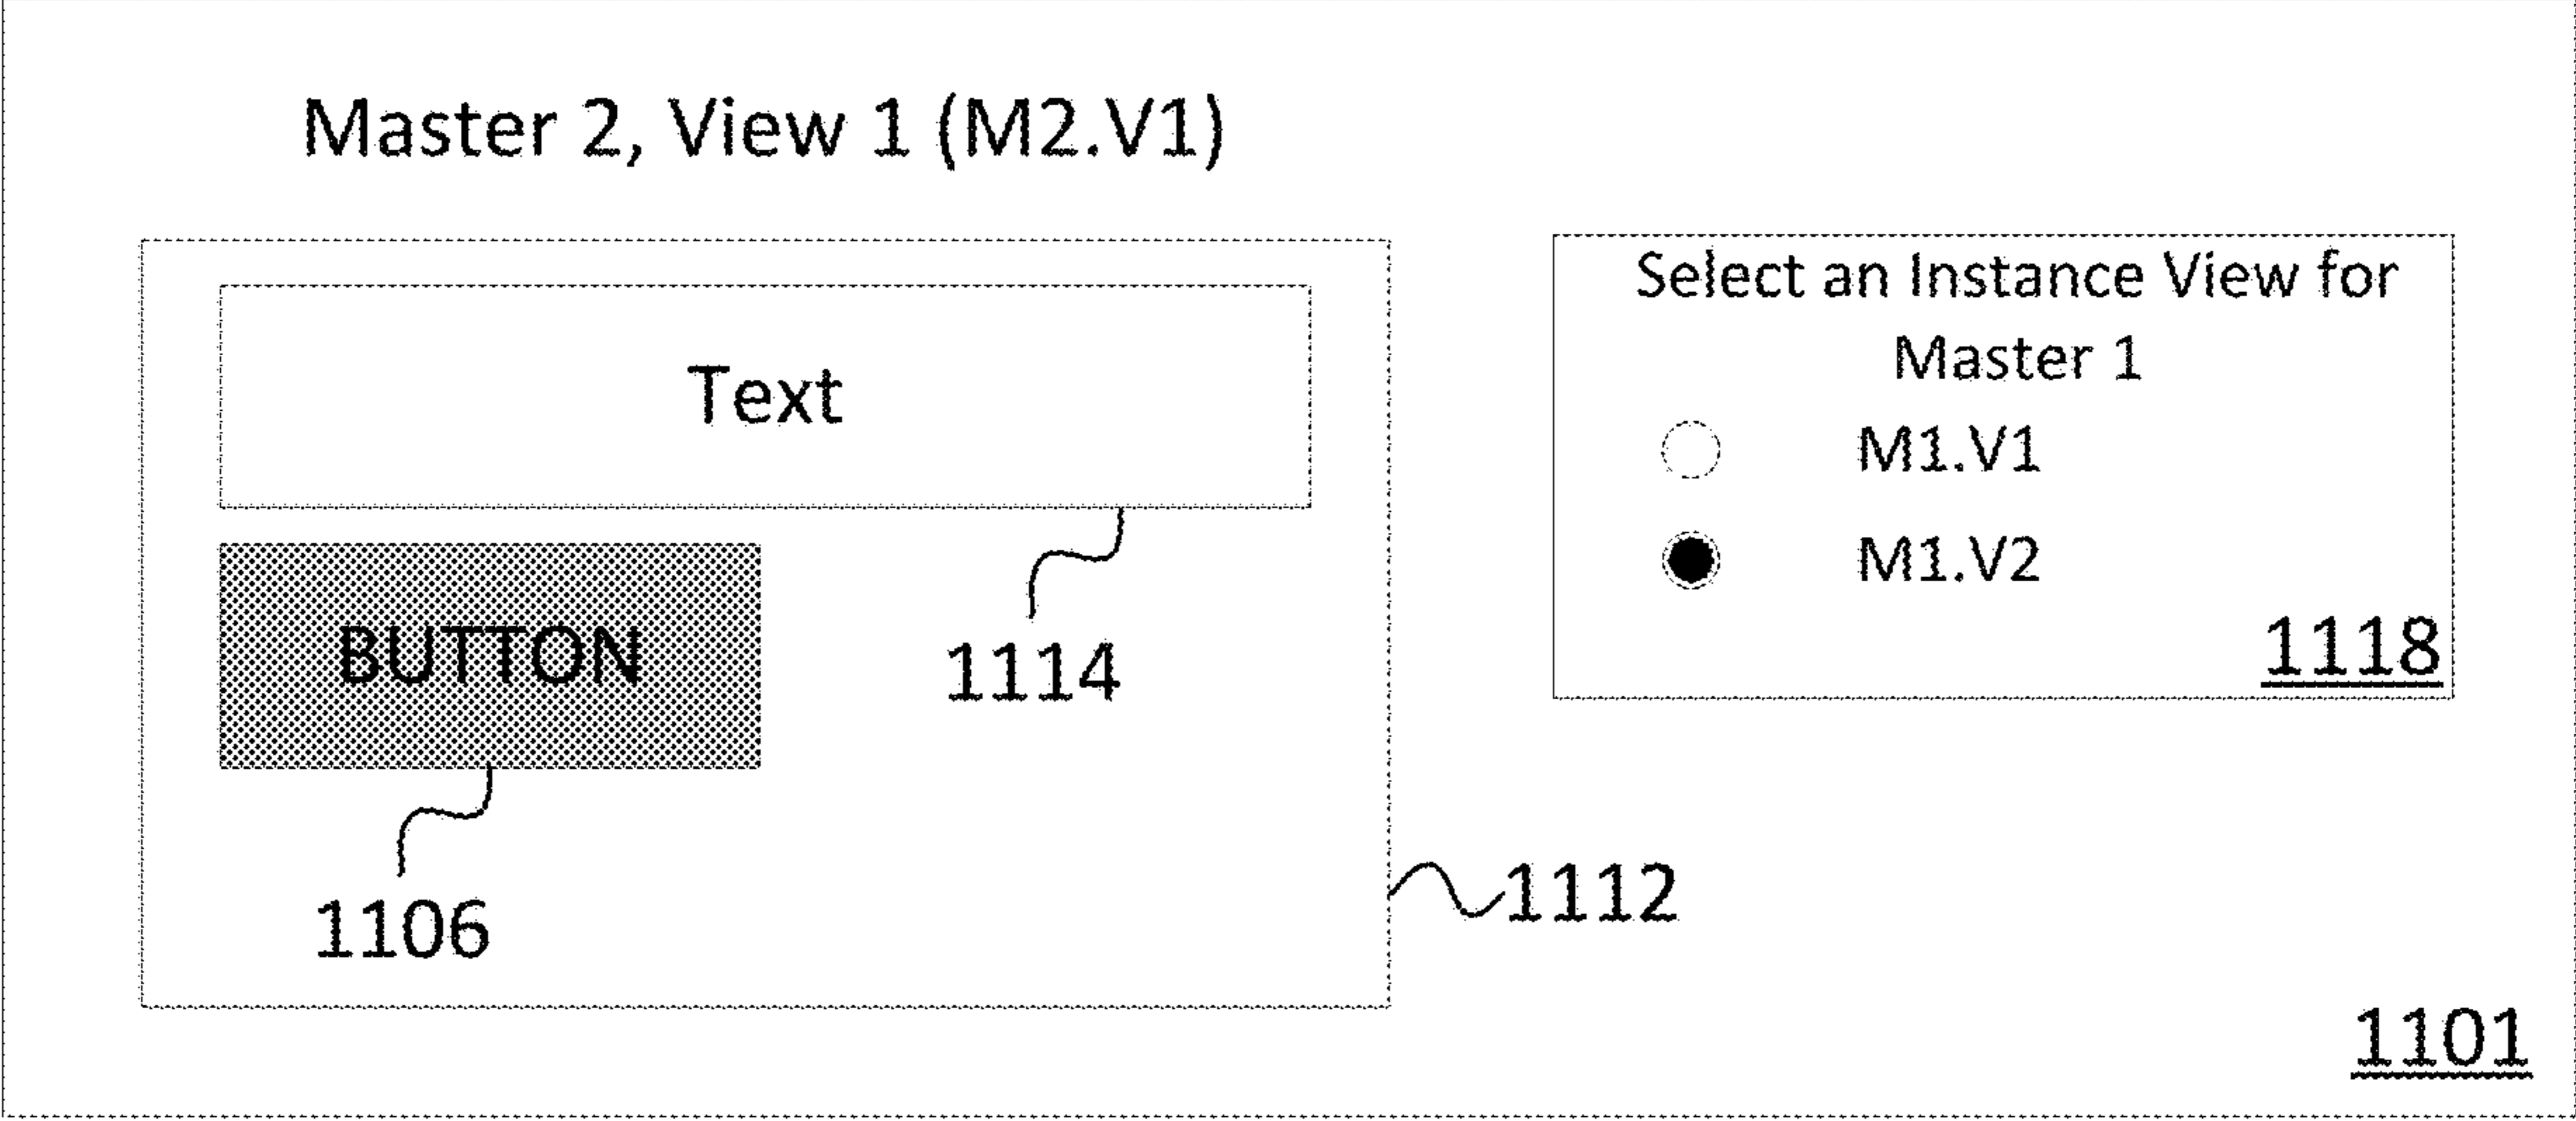 Master 2, View 1 (M2.V1)
Text
1114
BUTTON
1106
1112
Select an Instance View for
Master 1
M1.V1
M1.V2
1118
1101